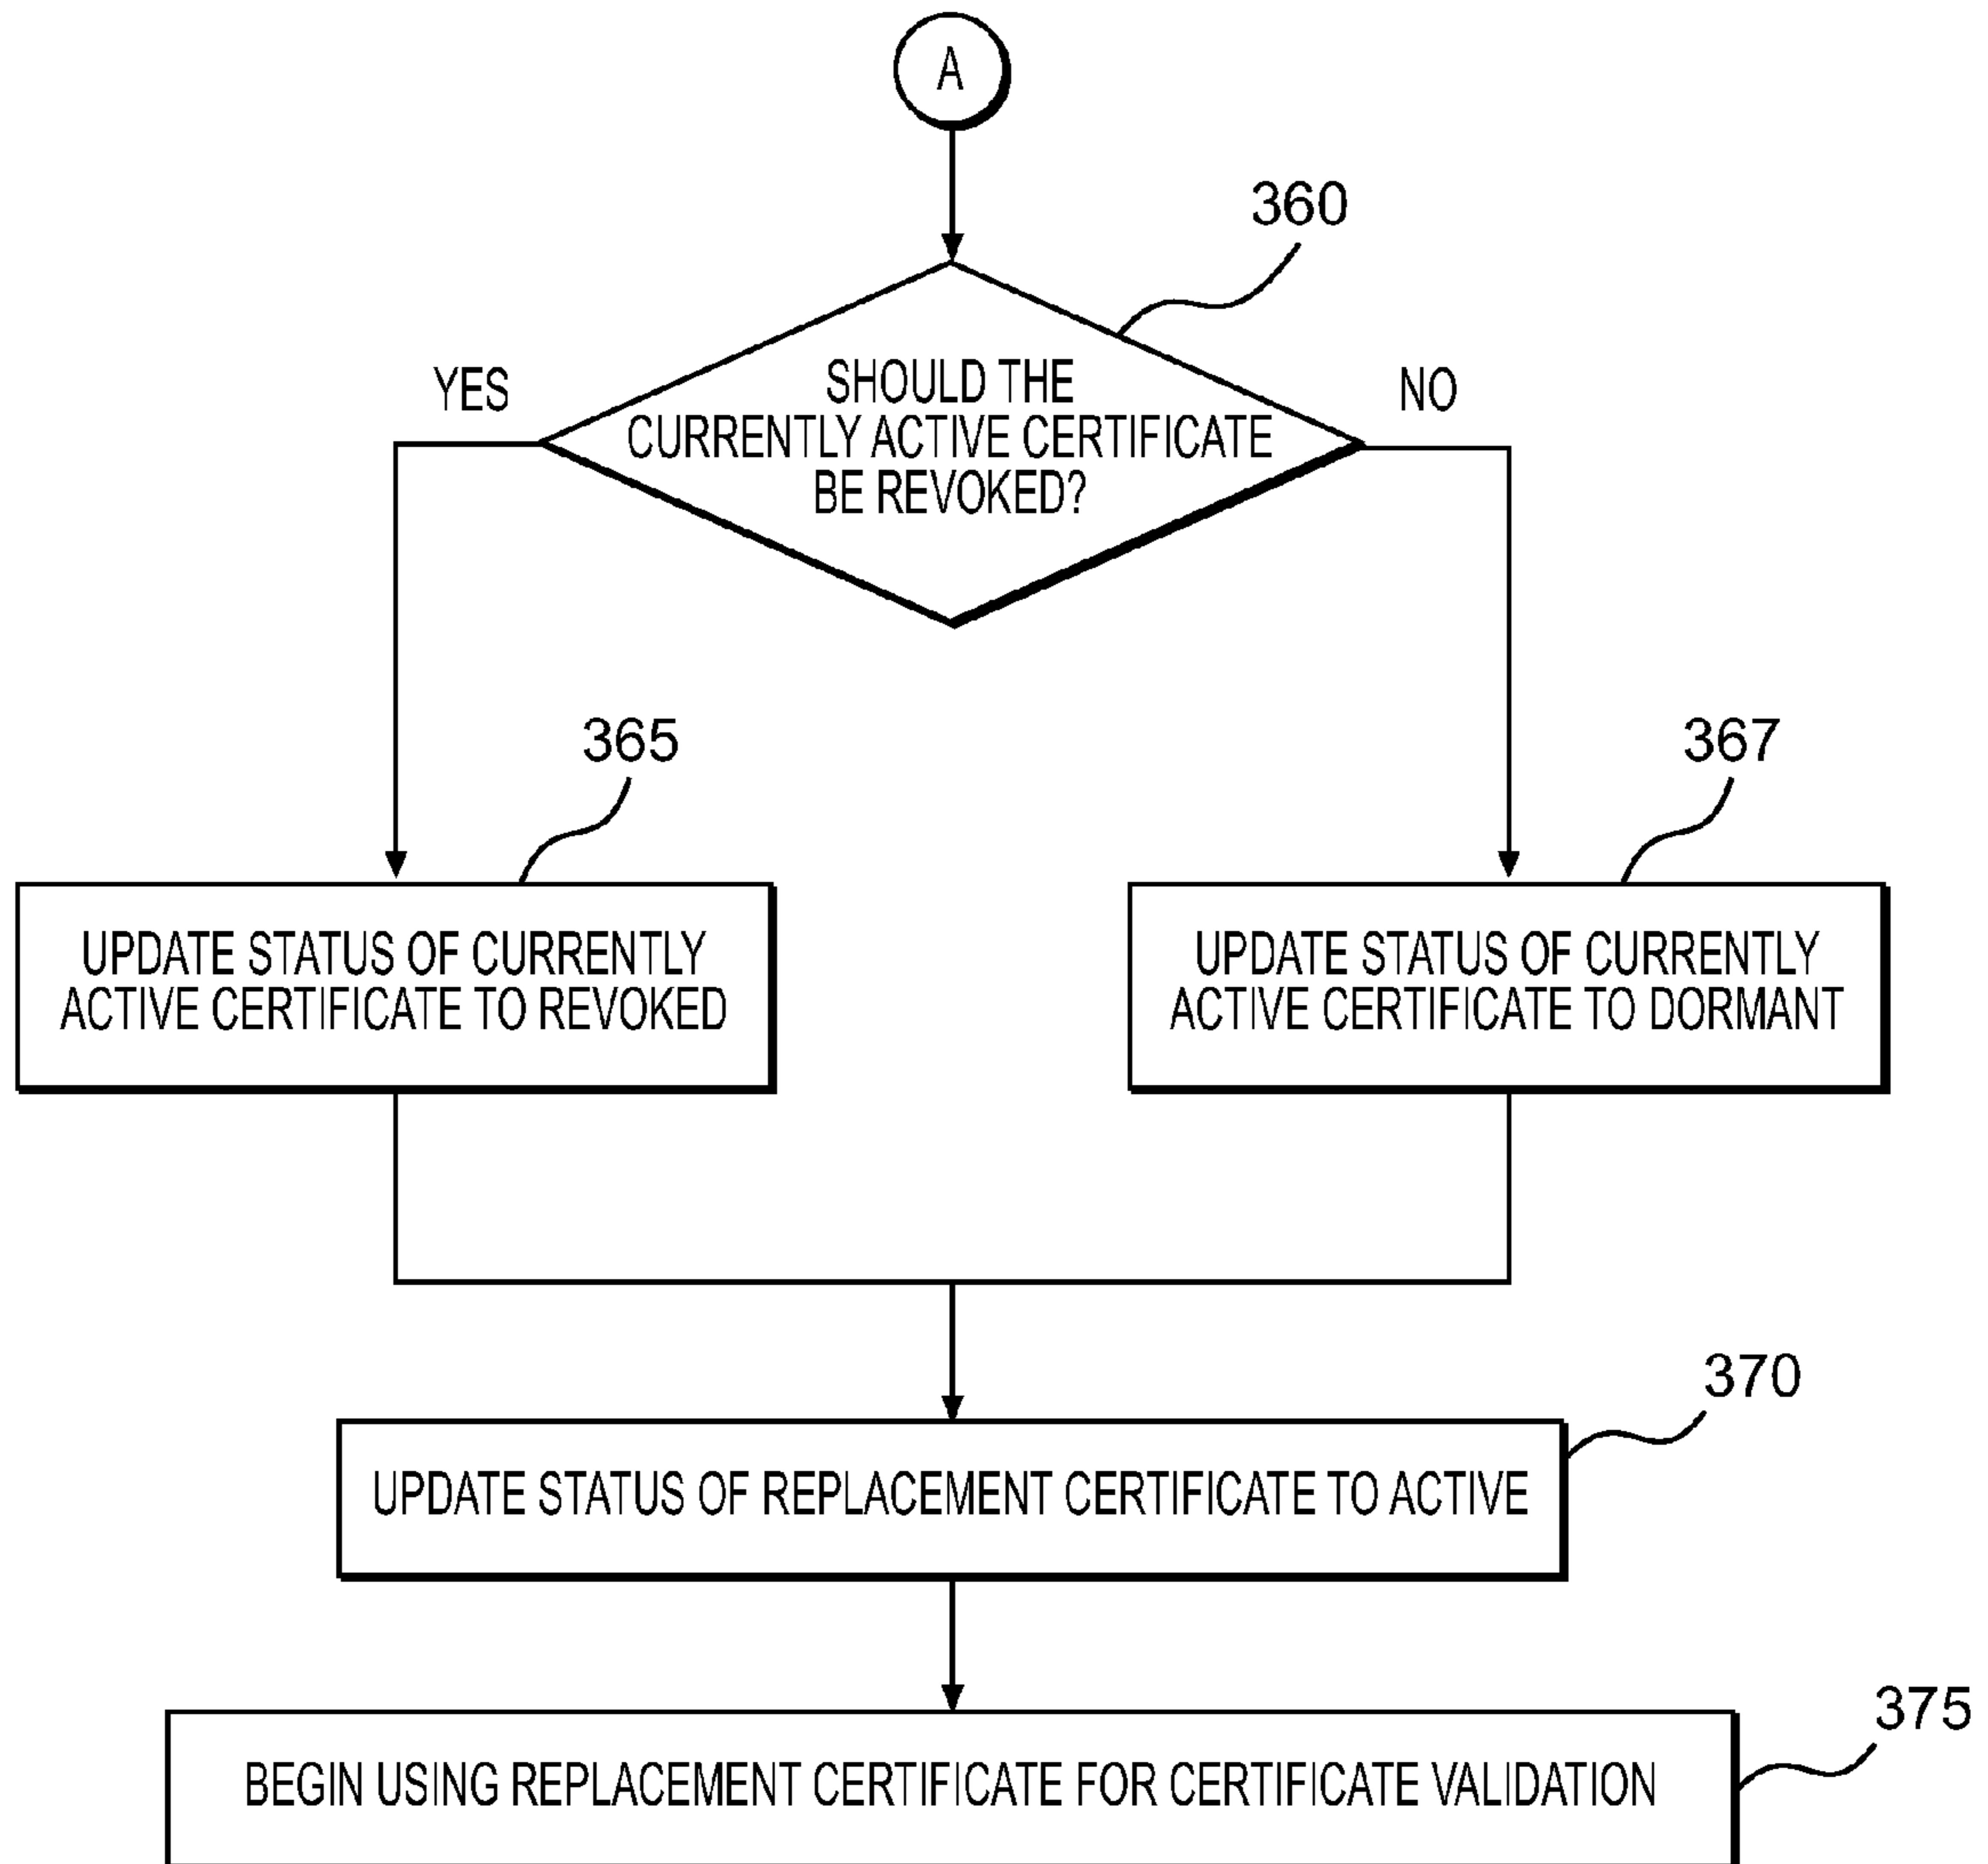 A
360
SHOULD THE
CURRENTLY ACTIVE CERTIFICATE
BE REVOKED?
YES
NO
365
367
UPDATE STATUS OF CURRENTLY
ACTIVE CERTIFICATE TO REVOKED
UPDATE STATUS OF CURRENTLY
ACTIVE CERTIFICATE TO DORMANT
370
UPDATE STATUS OF REPLACEMENT CERTIFICATE TO ACTIVE
375
BEGIN USING REPLACEMENT CERTIFICATE FOR CERTIFICATE VALIDATION